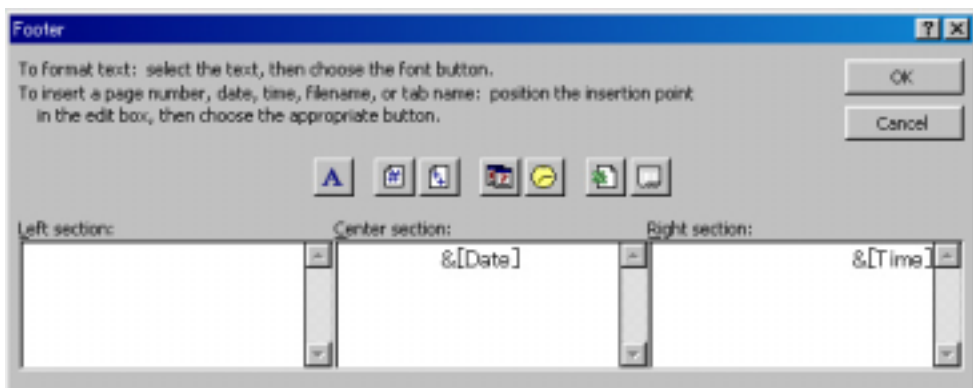 Footer
To format text: select the text, then choose the font button.
To insert a page number, date, time, filename, or tab name: position the insertion point
in the edit box, then choose the appropriate button.
OK
Cancel
A
Left section:
Center section:
Right section:
&[Date]
&[Time]